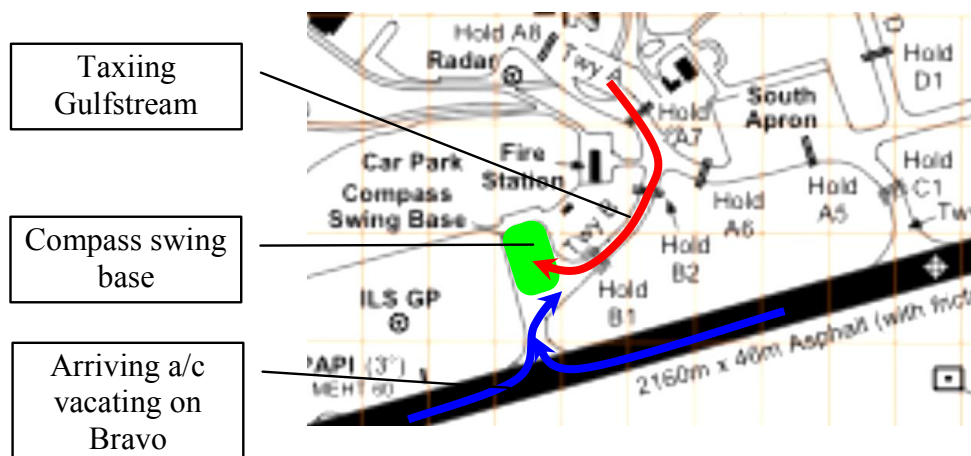 Taxiing
Gulfstream
Compass swing
base
Arriving a/c
vacating on
Bravo
Hold A8
Radar
Twy A
Hold
A7
South
Apron
Hold
D1
Car Park
Fire
Station
Compass
Swing Base
Twy B
Hold
A6
Hold
A5
Hold
C1
Hold
B2
Hold
B1
ILS GP
PAPI (3°)
MEHT 60
2160m x 46m Asphalt (with